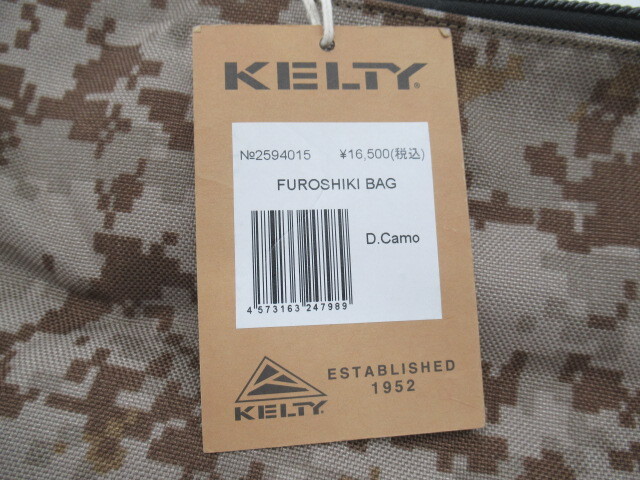 KELTY®
№2594015 ¥16,500(税込)
FUROSHIKI BAG
D.Camo
4 573163 247989
ESTABLISHED
1952
KELTY